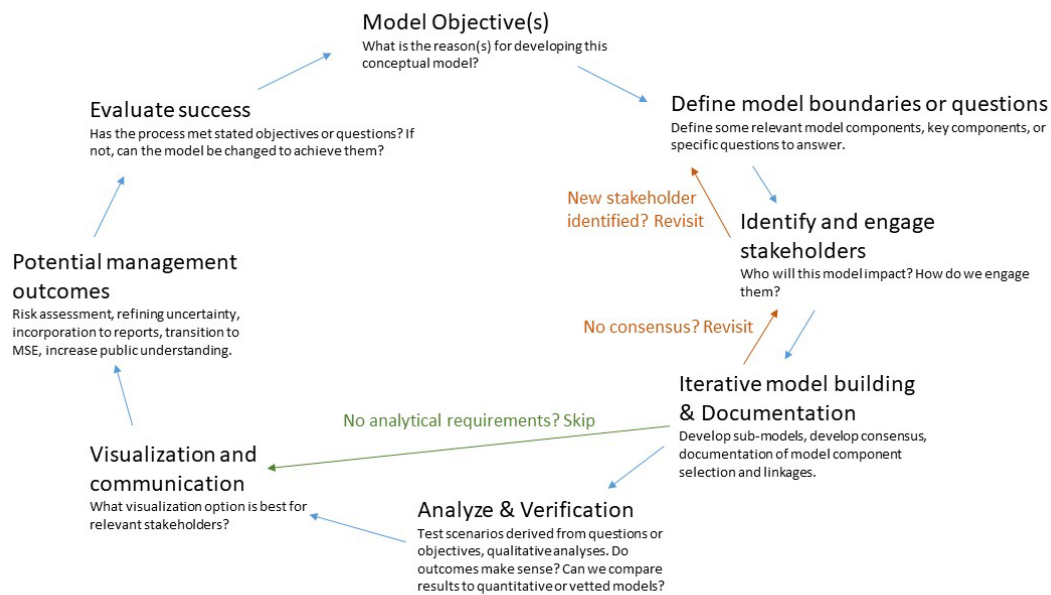 Model Objective(s)
What is the reason(s) for developing this
conceptual model?
Define model boundaries or questions
Define some relevant model components, key components, or
specific questions to answer.
New stakeholder
identified? Revisit
Identify and engage
stakeholders
Who will this model impact? How do we engage
them?
No consensus? Revisit
Iterative model building
& Documentation
Develop sub-models, develop consensus,
documentation of model component
selection and linkages.
No analytical requirements? Skip
Analyze & Verification
Test scenarios derived from questions or
objectives, qualitative analyses. Do
outcomes make sense? Can we compare
results to quantitative or vetted models?
Visualization and
communication
What visualization option is best for
relevant stakeholders?
Potential management
outcomes
Risk assessment, refining uncertainty,
incorporation to reports, transition to
MSE, increase public understanding.
Evaluate success
Has the process met stated objectives or questions? If
not, can the model be changed to achieve them?